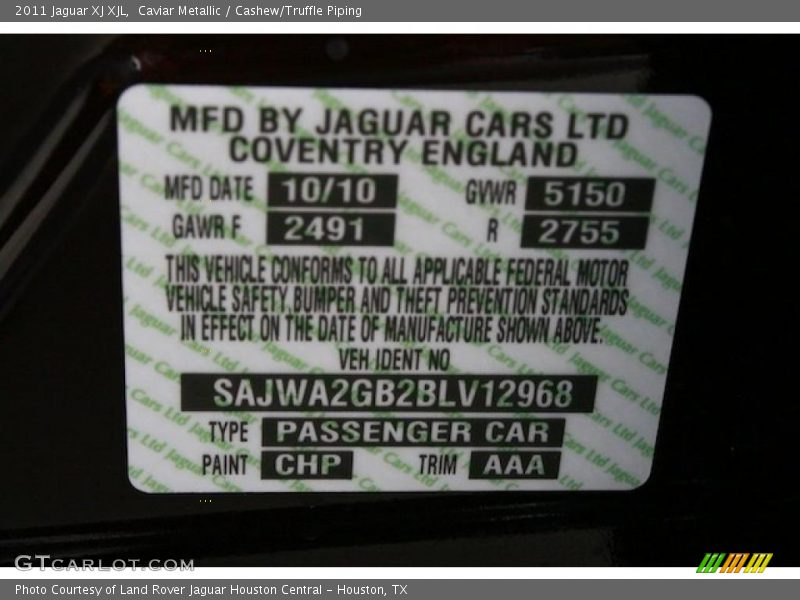 2011 Jaguar XJ XJL,  Caviar Metallic / Cashew/Truffle Piping
MFD BY JAGUAR CARS LTD
COVENTRY ENGLAND
MFD DATE 10/10 GVWR 5150
GAWR F 2491 R 2755
THIS VEHICLE CONFORMS TO ALL APPLICABLE FEDERAL MOTOR
VEHICLE SAFETY, BUMPER AND THEFT PREVENTION STANDARDS
IN EFFECT ON THE DATE OF MANUFACTURE SHOWN ABOVE.
VEH IDENT NO
SAJWA2GB2BLV12968
TYPE PASSENGER CAR
PAINT CHP TRIM AAA
GTCARLOT.COM
Photo Courtesy of Land Rover Jaguar Houston Central - Houston, TX